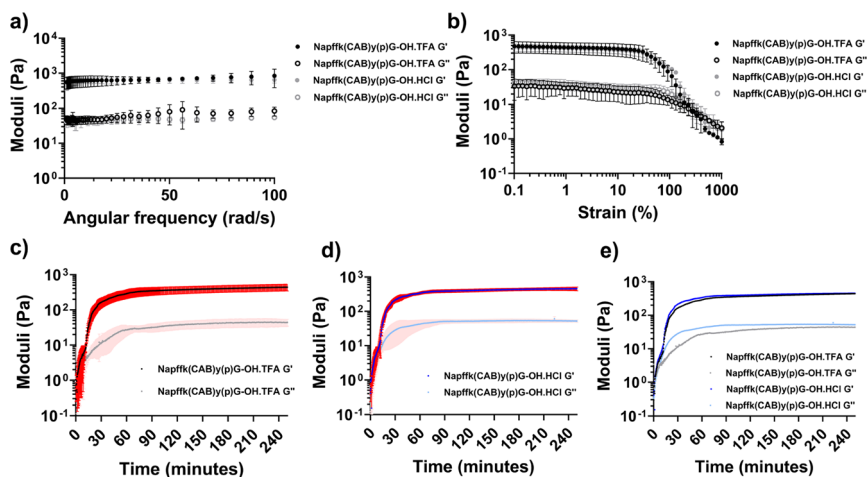 a)
Moduli (Pa)
10⁴
10³
10²
10¹
10⁰
0
50
100
Angular frequency (rad/s)
Napffk(CAB)y(p)G-OH.TFA G'
Napffk(CAB)y(p)G-OH.TFA G"
Napffk(CAB)y(p)G-OH.HCl G'
Napffk(CAB)y(p)G-OH.HCl G"
b)
Moduli (Pa)
10³
10²
10¹
10⁰
10⁻¹
0.1
1
10
100
1000
Strain (%)
Napffk(CAB)y(p)G-OH.TFA G'
Napffk(CAB)y(p)G-OH.TFA G"
Napffk(CAB)y(p)G-OH.HCl G'
Napffk(CAB)y(p)G-OH.HCl G"
c)
Moduli (Pa)
10³
10²
10¹
10⁰
10⁻¹
0 30 60 90 120 150 180 210 240
Time (minutes)
Napffk(CAB)y(p)G-OH.TFA G'
Napffk(CAB)y(p)G-OH.TFA G"
d)
Moduli (Pa)
10³
10²
10¹
10⁰
10⁻¹
0 30 60 90 120 150 180 210 240
Time (minutes)
Napffk(CAB)y(p)G-OH.HCl G'
Napffk(CAB)y(p)G-OH.HCl G"
e)
Moduli (Pa)
10³
10²
10¹
10⁰
10⁻¹
0 30 60 90 120 150 180 210 240
Time (minutes)
Napffk(CAB)y(p)G-OH.TFA G'
Napffk(CAB)y(p)G-OH.TFA G"
Napffk(CAB)y(p)G-OH.HCl G'
Napffk(CAB)y(p)G-OH.HCl G"